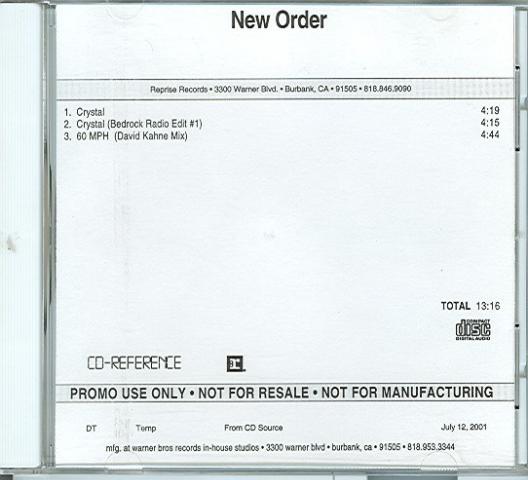 New Order
Reprise Records • 3300 Warner Blvd. • Burbank, CA • 91505 • 818.846.9090
1. Crystal 4:19
2. Crystal (Bedrock Radio Edit #1) 4:15
3. 60 MPH (David Kahne Mix) 4:44
TOTAL 13:16
COMPACT
disc
DIGITAL AUDIO
CD-REFERENCE
PROMO USE ONLY • NOT FOR RESALE • NOT FOR MANUFACTURING
DT Temp From CD Source July 12, 2001
mfg. at warner bros records in-house studios • 3300 warner blvd • burbank, ca • 91505 • 818.953.3344